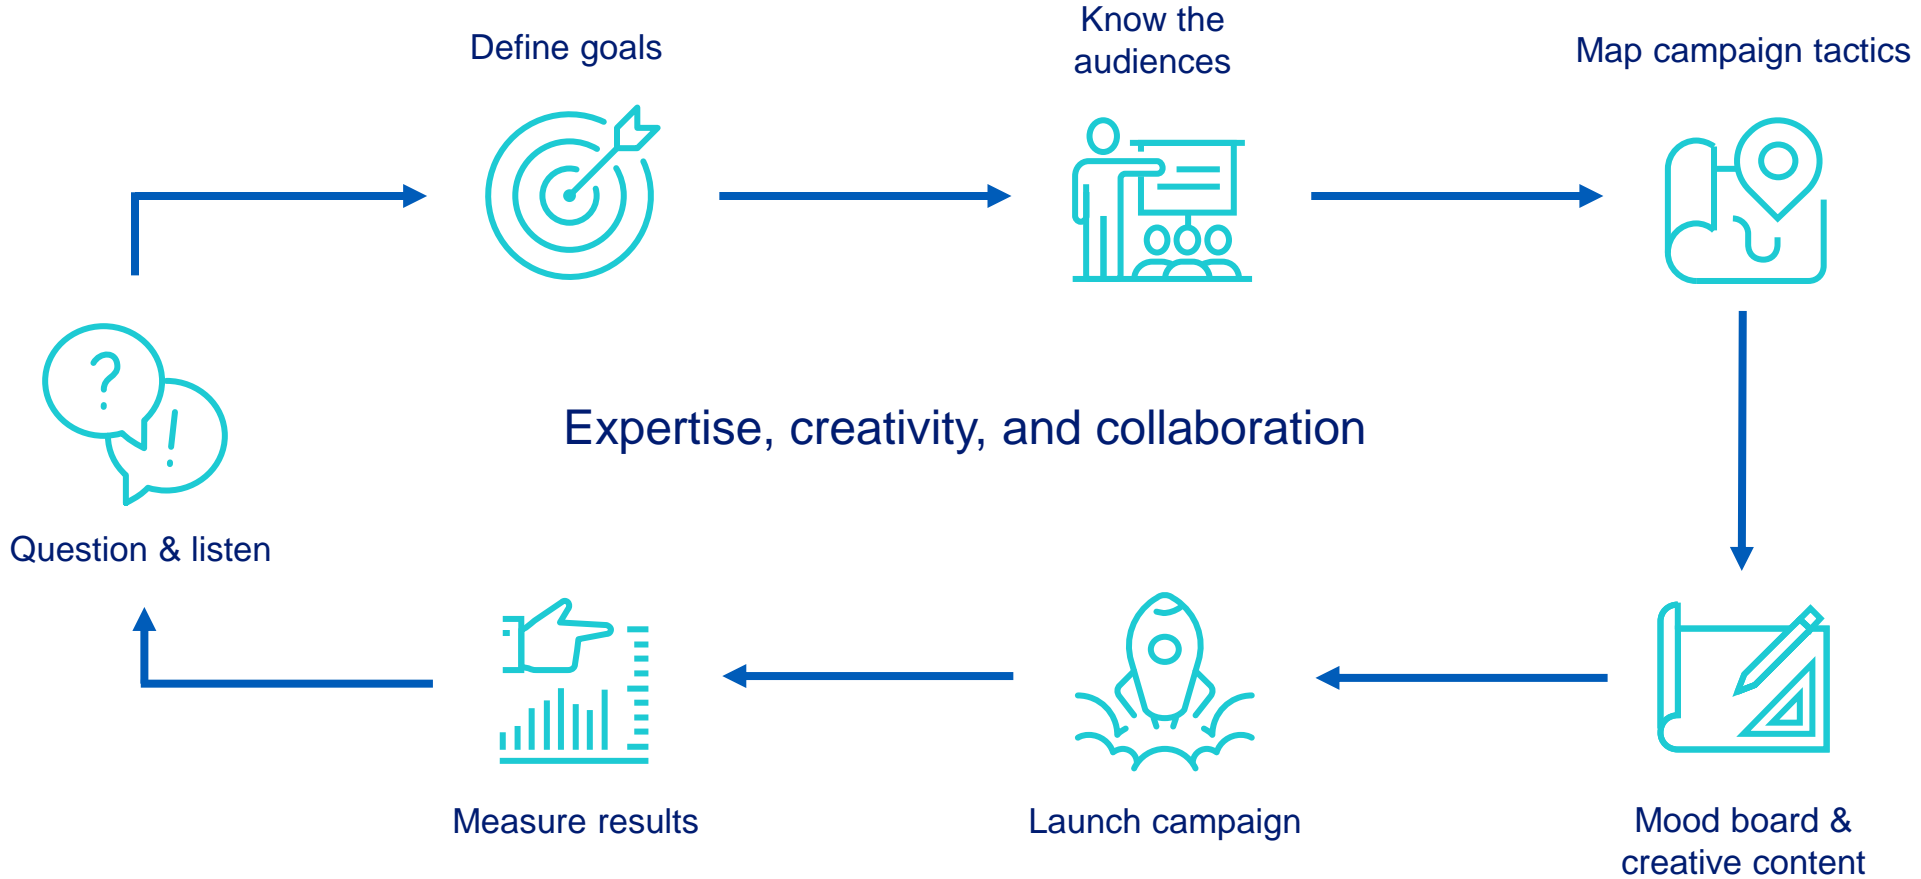 Define goals
Know the
audiences
Map campaign tactics
?
!
Expertise, creativity, and collaboration
Question & listen
Measure results
Launch campaign
Mood board &
creative content